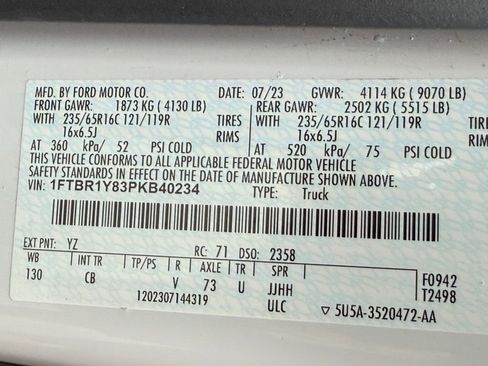 MFD. BY FORD MOTOR CO. DATE: 07/23 GVWR: 4114 KG (9070 LB)
FRONT GAWR: 1873 KG (4130 LB) REAR GAWR: 2502 KG (5515 LB)
WITH 235/65R16C 121/119R TIRES WITH 235/65R16C 121/119R TIRES
16x6.5J RIMS 16x6.5J RIMS
AT 360 kPa/ 52 PSI COLD AT 520 kPa/ 75 PSI COLD
THIS VEHICLE CONFORMS TO ALL APPLICABLE FEDERAL MOTOR VEHICLE
SAFETY STANDARDS IN EFFECT ON THE DATE OF MANUFACTURE SHOWN ABOVE.
VIN: 1FTBR1Y83PKB40234 TYPE: Truck
EXT PNT: YZ RC: 71 DSO: 2358
WB INT TR TP/PS R AXLE TR SPR F0942
130 CB V 73 U JJHH T2498
1202307144319 ULC ▽ 5U5A-3520472-AA